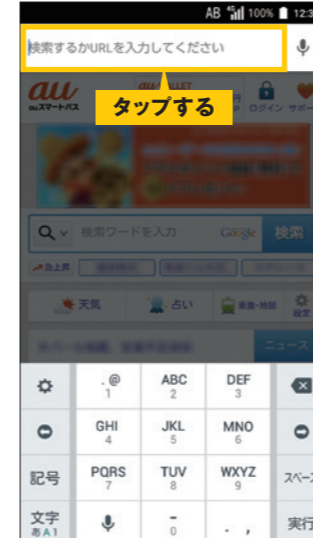 AB 4G 100% 12:3
検索するかURLを入力してください
au
auスマートパス
au WALLET
ログイン
サポー
タップする
検索ワードを入力
Google
検索
急上昇
天気
占い
乗換・地図
設定
ニュース
. @
1
ABC
2
DEF
3
GHI
4
JKL
5
MNO
6
記号
PQRS
7
TUV
8
WXYZ
9
スペース
文字
あA1
-
0
. ,
実行